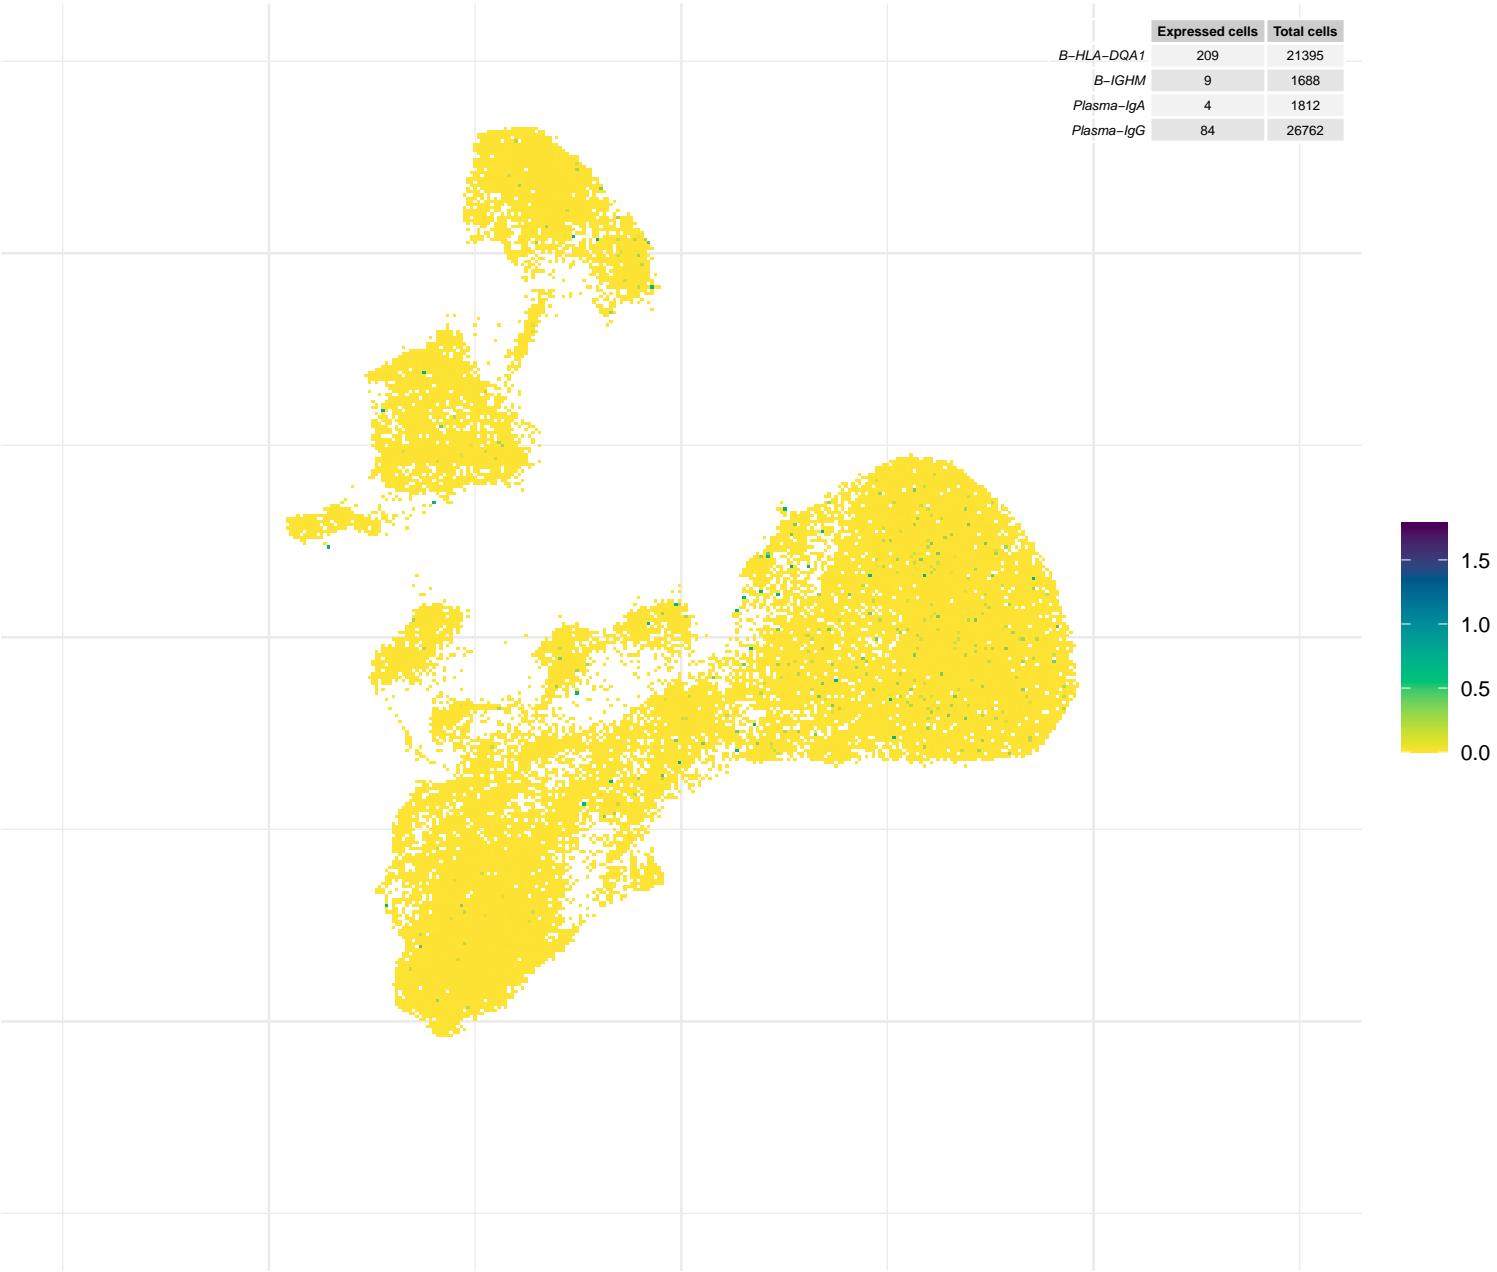 Expressed cells Total cells
B−HLA−DQA1 209 21395
B−IGHM 9 1688
Plasma−IgA 4 1812
Plasma−IgG 84 26762
1.5
1.0
0.5
0.0